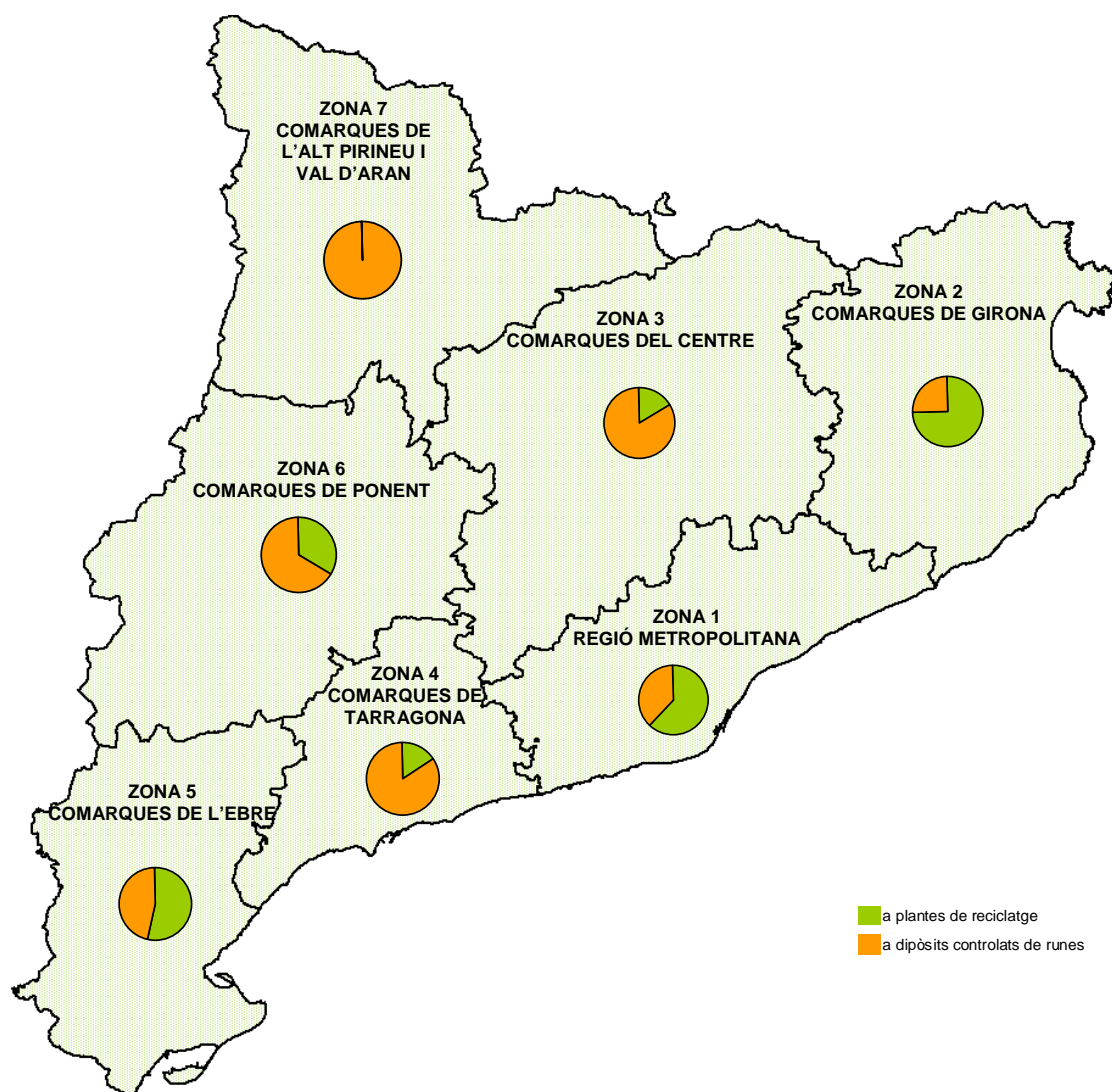 ZONA 7
COMARQUES DE
L'ALT PIRINEU I
VAL D'ARAN
ZONA 2
COMARQUES DE GIRONA
ZONA 3
COMARQUES DEL CENTRE
ZONA 6
COMARQUES DE PONENT
ZONA 1
REGIÓ METROPOLITANA
ZONA 4
COMARQUES DE
TARRAGONA
ZONA 5
COMARQUES DE L'EBRE
a plantes de reciclatge
a dipòsits controlats de runes